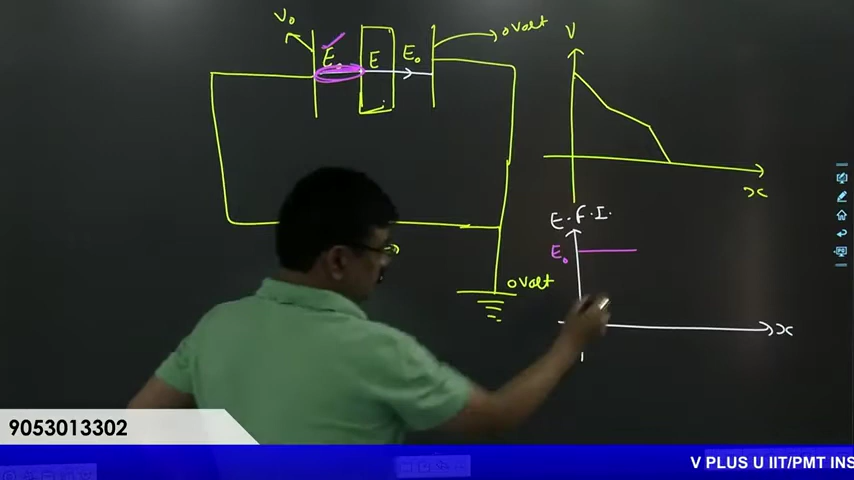 V₀
E₀
E
E₀
0 Volt
V
x
E.F.I.
E₀
0 Volt
x
9053013302
V PLUS U IIT/PMT INS